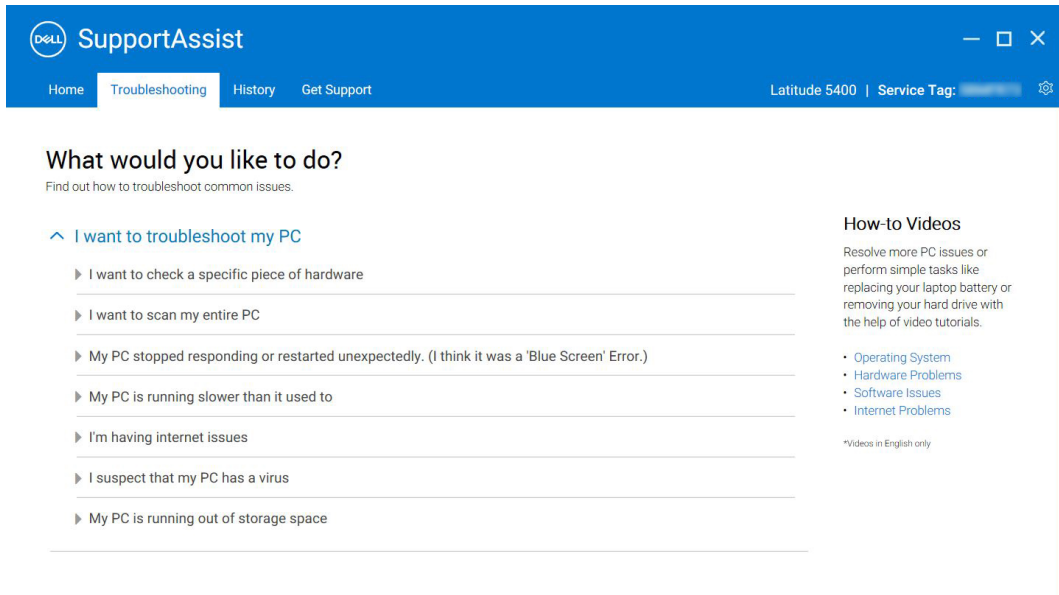 DELL SupportAssist
Home Troubleshooting History Get Support Latitude 5400 | Service Tag:
What would you like to do?
Find out how to troubleshoot common issues.
I want to troubleshoot my PC
I want to check a specific piece of hardware
I want to scan my entire PC
My PC stopped responding or restarted unexpectedly. (I think it was a 'Blue Screen' Error.)
My PC is running slower than it used to
I'm having internet issues
I suspect that my PC has a virus
My PC is running out of storage space
How-to Videos
Resolve more PC issues or
perform simple tasks like
replacing your laptop battery or
removing your hard drive with
the help of video tutorials.
• Operating System
• Hardware Problems
• Software Issues
• Internet Problems
*Videos in English only